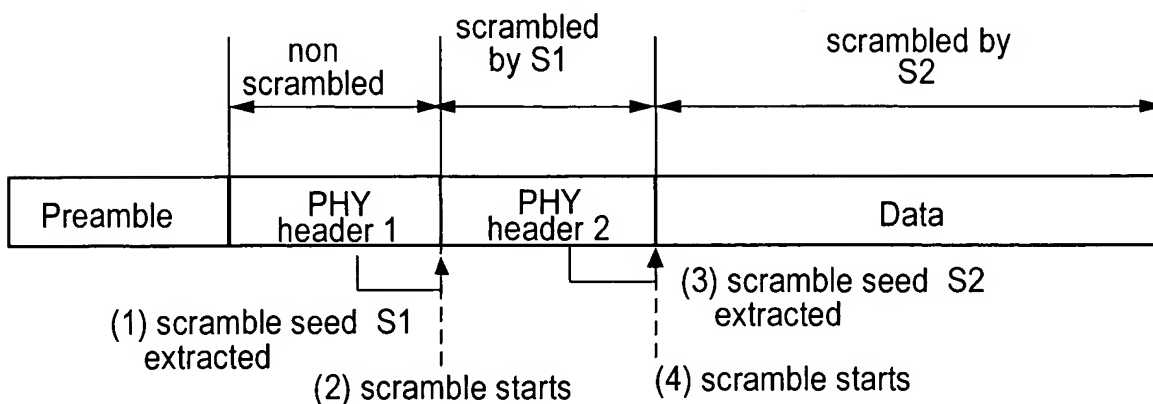 non
scrambled
scrambled
by S1
scrambled by
S2
Preamble
PHY
header 1
PHY
header 2
Data
(1) scramble seed S1
extracted
(2) scramble starts
(3) scramble seed S2
extracted
(4) scramble starts